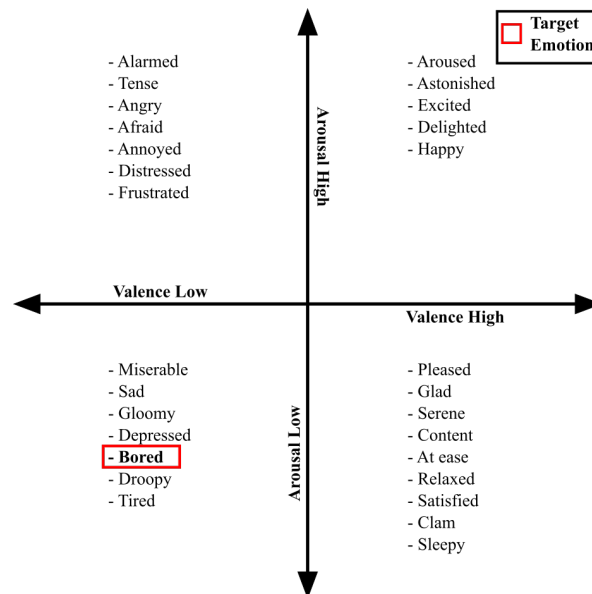 Target
Emotion
- Alarmed
- Tense
- Angry
- Afraid
- Annoyed
- Distressed
- Frustrated
Arousal High
- Aroused
- Astonished
- Excited
- Delighted
- Happy
Valence Low
Valence High
- Miserable
- Sad
- Gloomy
- Depressed
- Bored
- Droopy
- Tired
Arousal Low
- Pleased
- Glad
- Serene
- Content
- At ease
- Relaxed
- Satisfied
- Clam
- Sleepy